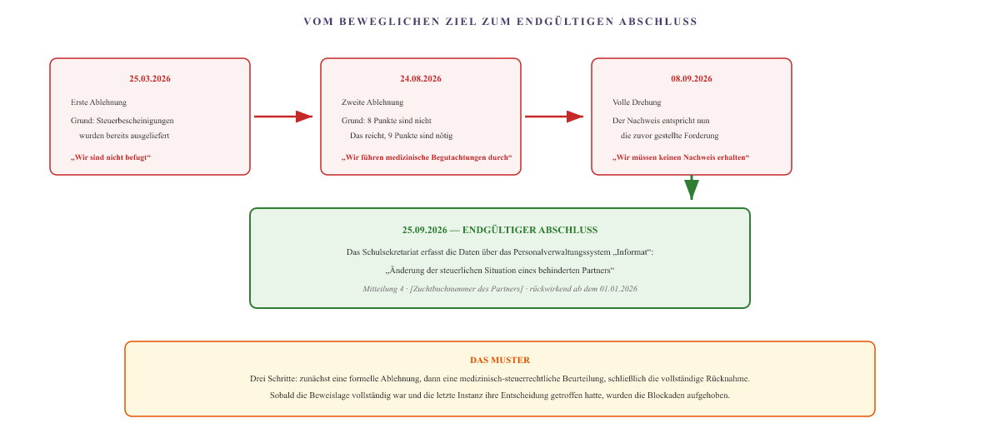 VOM BEWEGLICHEN ZIEL ZUM ENDGÜLTIGEN ABSCHLUSS
25.03.2026
Erste Ablehnung
Grund: Steuerbescheinigungen
wurden bereits ausgeliefert
„Wir sind nicht befugt“
24.08.2026
Zweite Ablehnung
Grund: 8 Punkte sind nicht
Das reicht, 9 Punkte sind nötig
„Wir führen medizinische Begutachtungen durch“
08.09.2026
Volle Drehung
Der Nachweis entspricht nun
die zuvor gestellte Forderung
„Wir müssen keinen Nachweis erhalten“
25.09.2026 — ENDGÜLTIGER ABSCHLUSS
Das Schulsekretariat erfasst die Daten über das Personalverwaltungssystem „Informat“:
„Änderung der steuerlichen Situation eines behinderten Partners“
Mitteilung 4 · [Zuchtbuchnummer des Partners] · rückwirkend ab dem 01.01.2026
DAS MUSTER
Drei Schritte: zunächst eine formelle Ablehnung, dann eine medizinisch-steuerrechtliche Beurteilung, schließlich die vollständige Rücknahme.
Sobald die Beweislage vollständig war und die letzte Instanz ihre Entscheidung getroffen hatte, wurden die Blockaden aufgehoben.